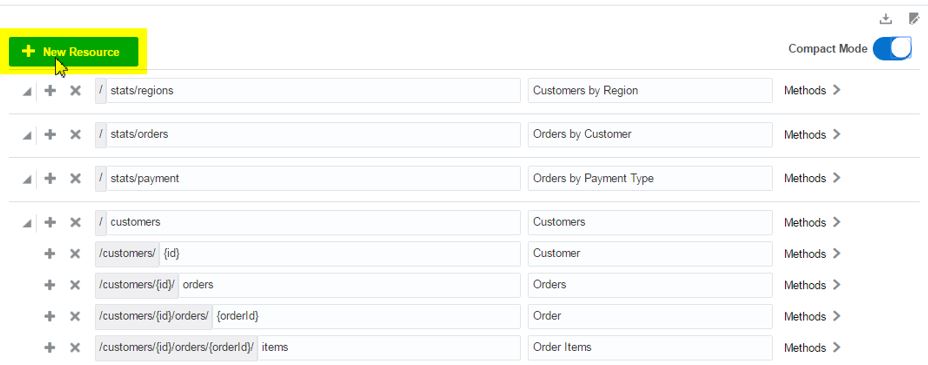 New Resource
Compact Mode
/ stats/regions Customers by Region Methods
/ stats/orders Orders by Customer Methods
/ stats/payment Orders by Payment Type Methods
/ customers Customers Methods
/customers/ {id} Customer Methods
/customers/{id}/ orders Orders Methods
/customers/{id}/orders/ {orderId} Order Methods
/customers/{id}/orders/{orderId}/ items Order Items Methods